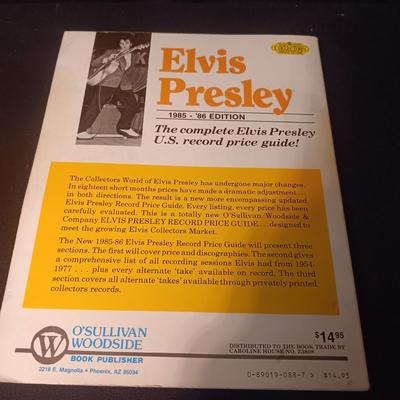 Elvis
Presley
1985 - '86 EDITION
The complete Elvis Presley
U.S. record price guide!
The Collectors World of Elvis Presley has undergone major changes.
In eighteen short months prices have made a dramatic adjustment...
in both directions. The result is a new more encompassing updated
Elvis Presley Record Price Guide. Every listing, every price has been
carefully evaluated. This is a totally new O'Sullivan/Woodside &
Company ELVIS PRESLEY RECORD PRICE GUIDE...designed to
meet the growing Elvis Collectors Market.
The New 1985-86 Elvis Presley Record Price Guide will present three
sections. The first will cover price and discographies. The second gives
a comprehensive list of all recording sessions Elvis had from 1954-
1977 . . . plus every alternate 'take' available on record. The third
section covers all alternate 'takes' available through privately printed
collectors records.
$14.95
O'SULLIVAN
WOODSIDE
BOOK PUBLISHER
2218 E. Magnolia • Phoenix, AZ 85034
DISTRIBUTED TO THE BOOK TRADE BY
CAROLINE HOUSE NO. 23808
0-89019-088-7 > $14.95